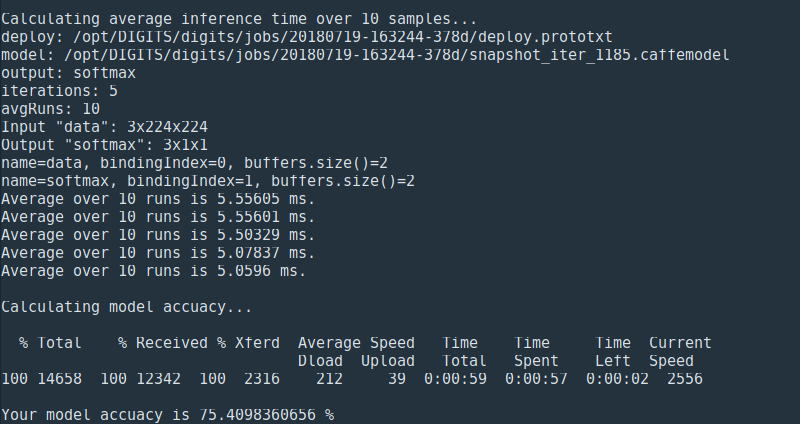 Calculating average inference time over 10 samples...
deploy: /opt/DIGITS/digits/jobs/20180719-163244-378d/deploy.prototxt
model: /opt/DIGITS/digits/jobs/20180719-163244-378d/snapshot_iter_1185.caffemodel
output: softmax
iterations: 5
avgRuns: 10
Input "data": 3x224x224
Output "softmax": 3x1x1
name=data, bindingIndex=0, buffers.size()=2
name=softmax, bindingIndex=1, buffers.size()=2
Average over 10 runs is 5.55605 ms.
Average over 10 runs is 5.55601 ms.
Average over 10 runs is 5.50329 ms.
Average over 10 runs is 5.07837 ms.
Average over 10 runs is 5.0596 ms.
Calculating model accuacy...
  % Total    % Received % Xferd  Average Speed   Time    Time     Time  Current
                                 Dload  Upload   Total   Spent    Left  Speed
100 14658  100 12342  100  2316    212     39  0:00:59  0:00:57  0:00:02  2556
Your model accuacy is 75.4098360656 %